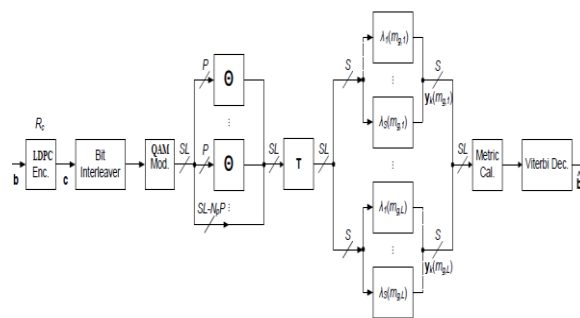 R_c
b
LDPC
Enc.
c
Bit
Interleaver
QAM
Mod.
SL
P
Θ
⋮
P
Θ
⋮
SL-N_pP
SL
T
SL
S
λ_1(m_g,1)
⋮
λ_S(m_g,1)
S
y_k(m_g,1)
⋮
S
λ_1(m_g,L)
⋮
λ_S(m_g,L)
S
y_k(m_g,L)
SL
Metric
Cal.
Viterbi Dec.
b̂